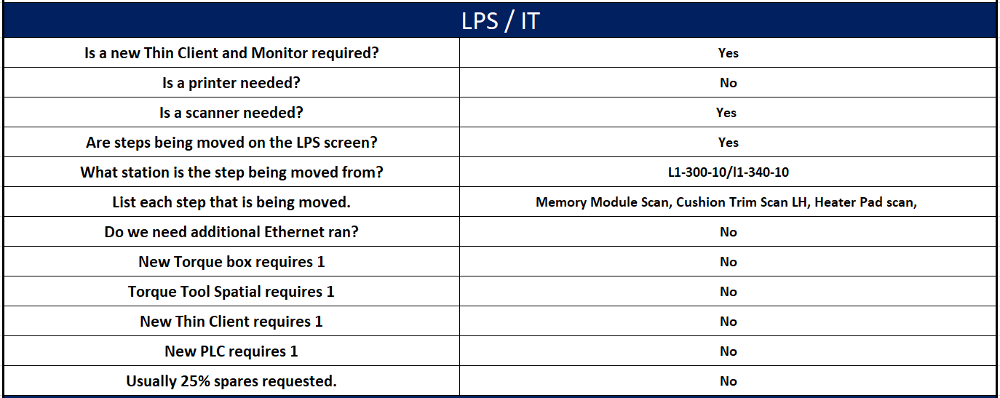 LPS / IT
Is a new Thin Client and Monitor required? Yes
Is a printer needed? No
Is a scanner needed? Yes
Are steps being moved on the LPS screen? Yes
What station is the step being moved from? L1-300-10/l1-340-10
List each step that is being moved. Memory Module Scan, Cushion Trim Scan LH, Heater Pad scan,
Do we need additional Ethernet ran? No
New Torque box requires 1 No
Torque Tool Spatial requires 1 No
New Thin Client requires 1 No
New PLC requires 1 No
Usually 25% spares requested. No